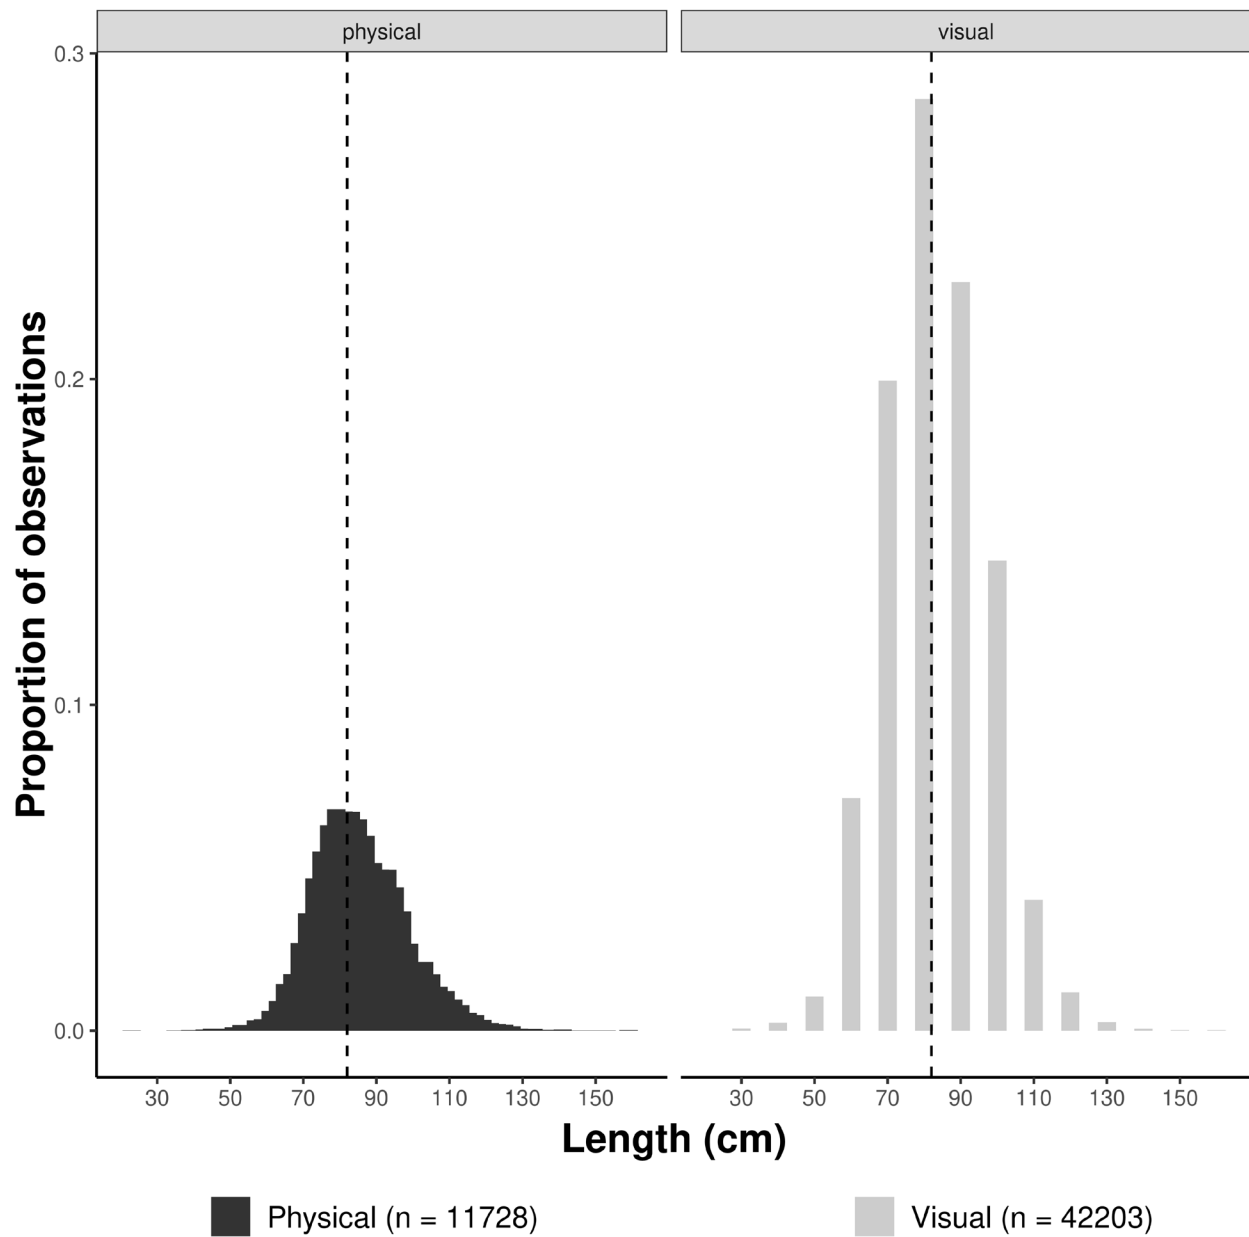 physical
visual
0.3
0.2
0.1
0.0
Proportion of observations
30 50 70 90 110 130 150
30 50 70 90 110 130 150
Length (cm)
Physical (n = 11728)
Visual (n = 42203)